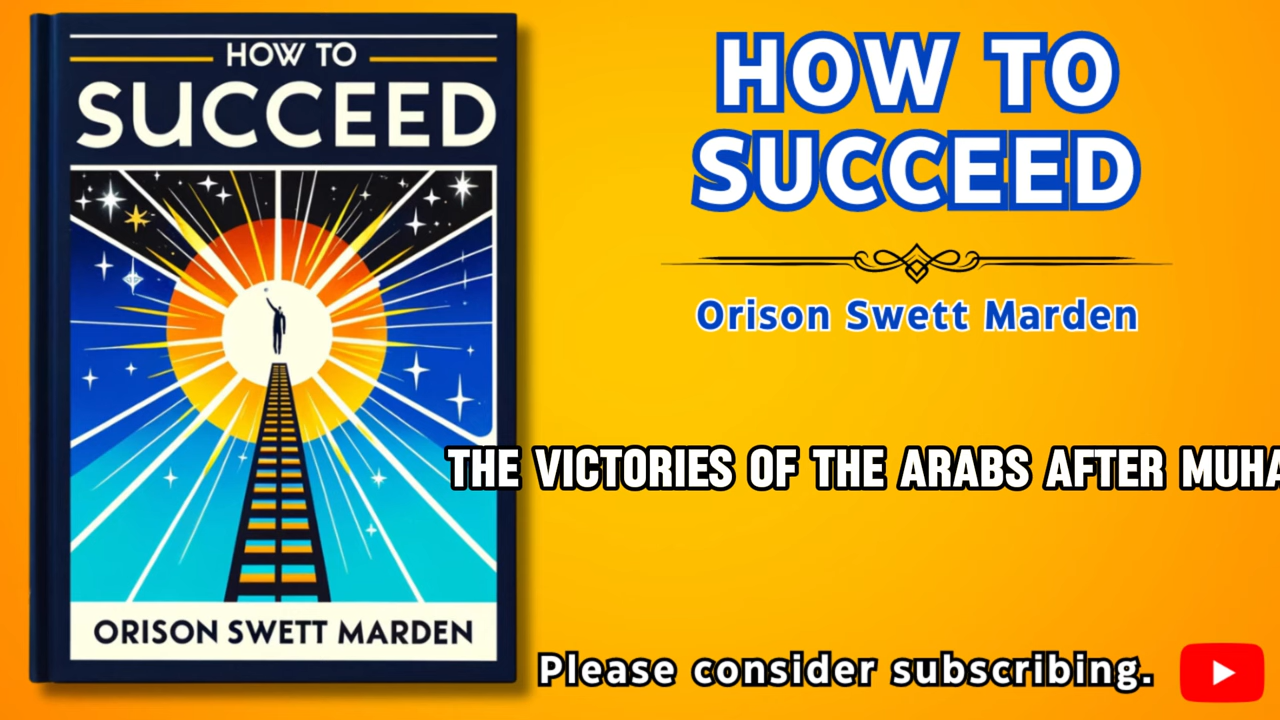 HOW TO
SUCCEED
ORISON SWETT MARDEN
HOW TO
SUCCEED
Orison Swett Marden
THE VICTORIES OF THE ARABS AFTER
Please consider subscribing.